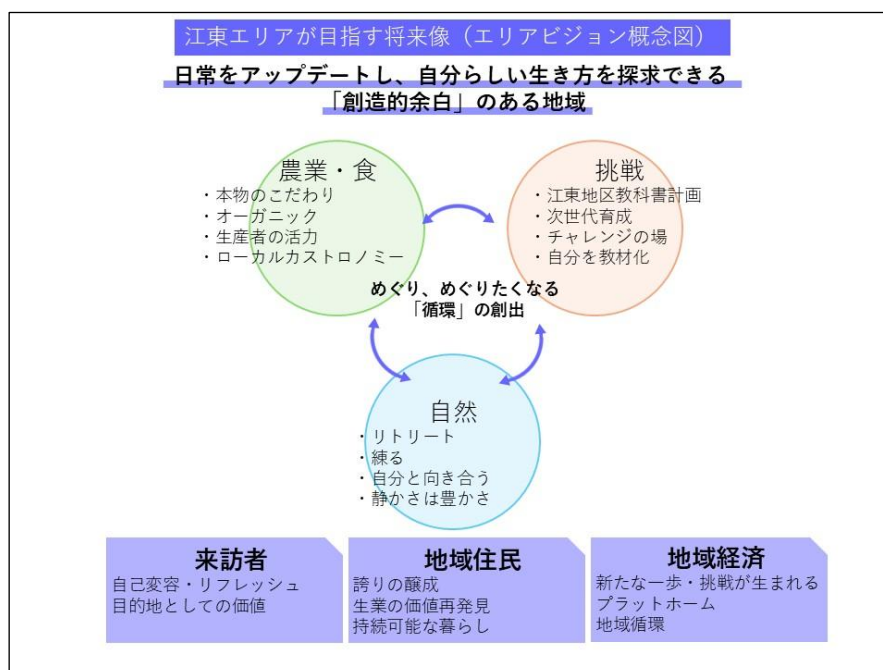 江東エリアが目指す将来像（エリアビジョン概念図）
日常をアップデートし、自分らしい生き方を探求できる
「創造的余白」のある地域
農業・食
・本物のこだわり
・オーガニック
・生産者の活力
・ローカルカストロノミー
挑戦
・江東地区教科書計画
・次世代育成
・チャレンジの場
・自分を教材化
めぐり、めぐりたくなる
「循環」の創出
自然
・リトリート
・練る
・自分と向き合う
・静かさは豊かさ
来訪者
自己変容・リフレッシュ
目的地としての価値
地域住民
誇りの醸成
生業の価値再発見
持続可能な暮らし
地域経済
新たな一歩・挑戦が生まれる
プラットホーム
地域循環